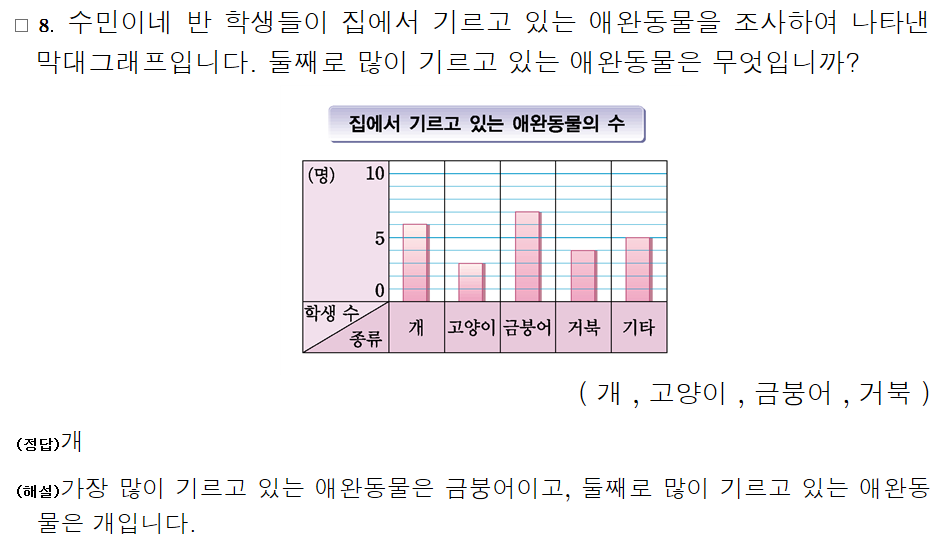 □ 8. 수민이네 반 학생들이 집에서 기르고 있는 애완동물을 조사하여 나타낸
막대그래프입니다. 둘째로 많이 기르고 있는 애완동물은 무엇입니까?
집에서 기르고 있는 애완동물의 수
(명) 10
5
0
학생 수
종류
개 고양이 금붕어 거북 기타
( 개 , 고양이 , 금붕어 , 거북 )
(정답)개
(해설)가장 많이 기르고 있는 애완동물은 금붕어이고, 둘째로 많이 기르고 있는 애완동
물은 개입니다.